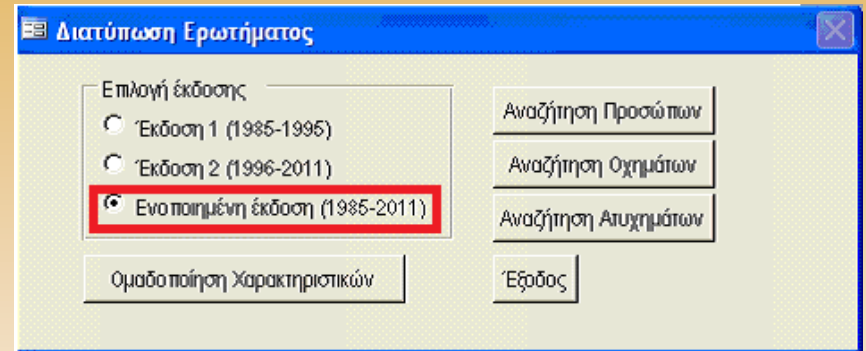 Διατύπωση Ερωτήματος
Επιλογή έκδοσης
Έκδοση 1 (1985-1995)
Έκδοση 2 (1996-2011)
Ενοποιημένη έκδοση (1985-2011)
Ομαδοποίηση Χαρακτηριστικών
Αναζήτηση Προσώπων
Αναζήτηση Οχημάτων
Αναζήτηση Ατυχημάτων
Έξοδος